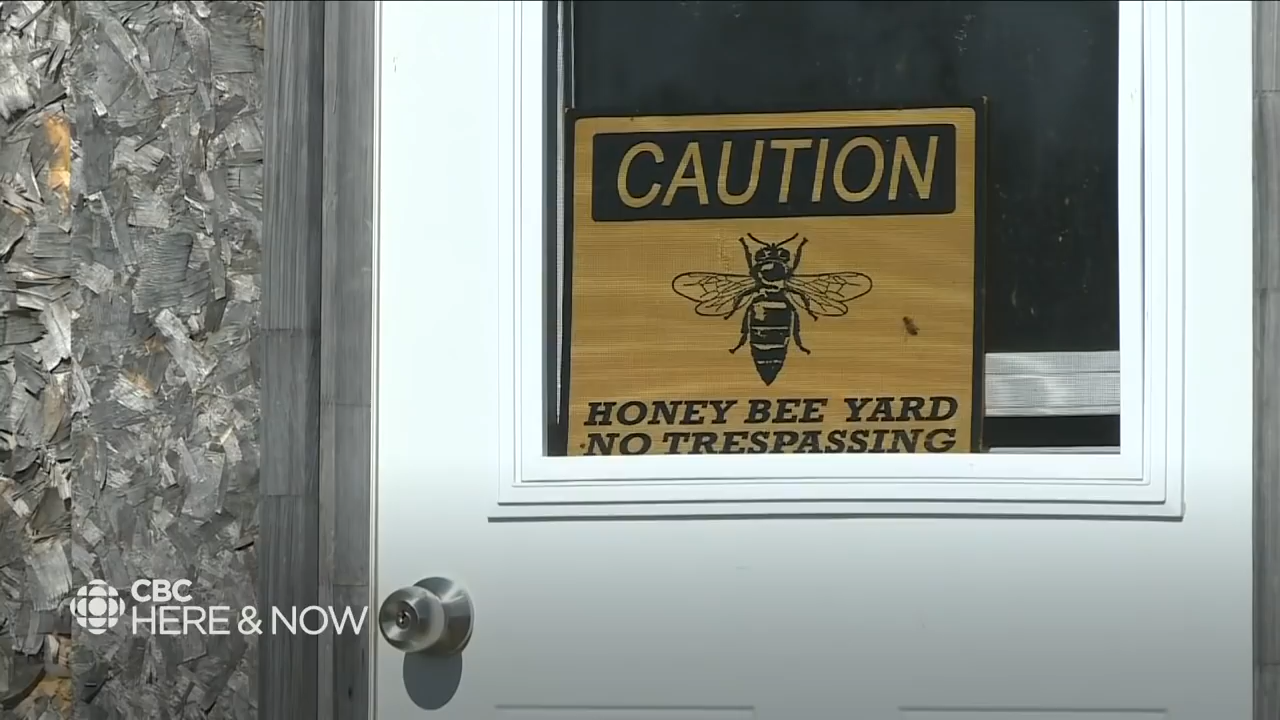 CAUTION
HONEY BEE YARD
NO TRESPASSING
CBC
HERE & NOW